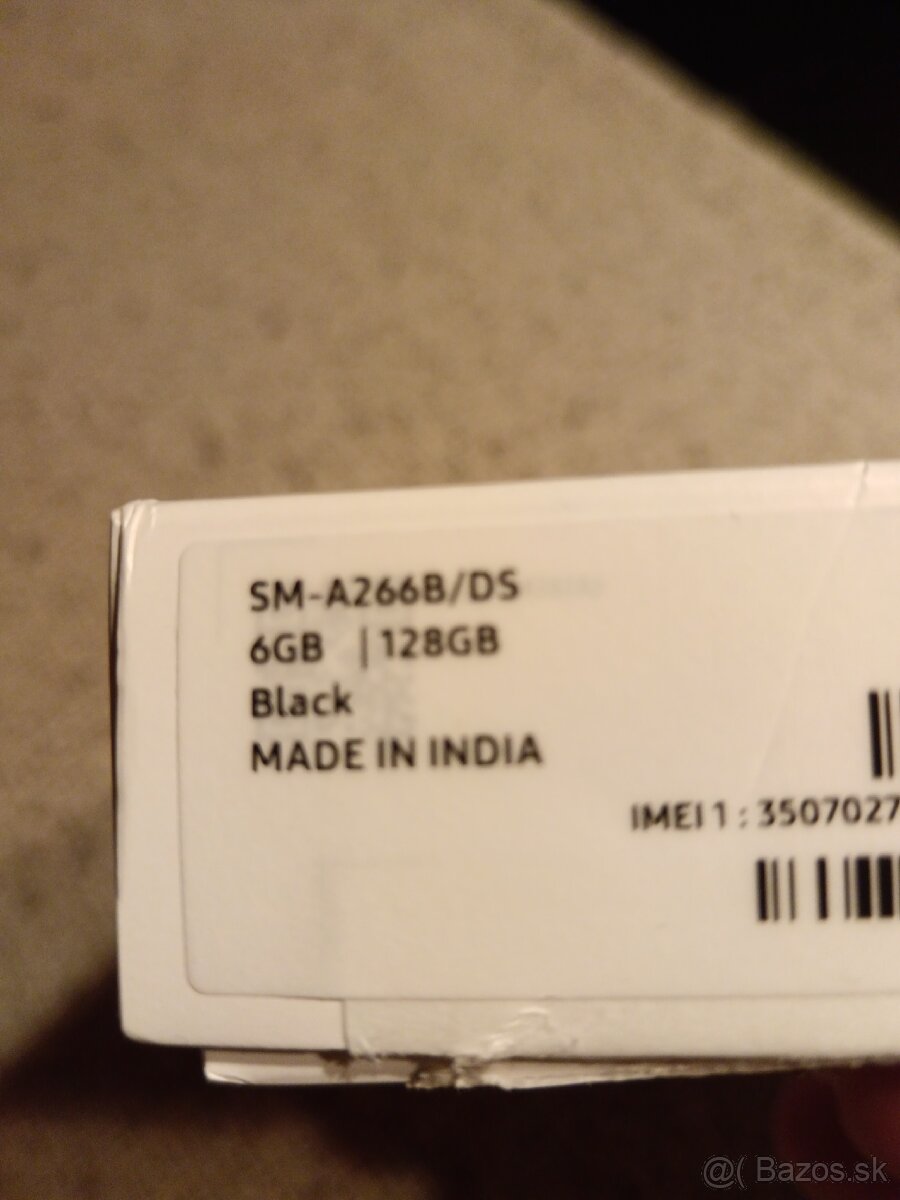 SM-A266B/DS
6GB | 128GB
Black
MADE IN INDIA
IMEI 1 : 3507027
@( Bazos.sk